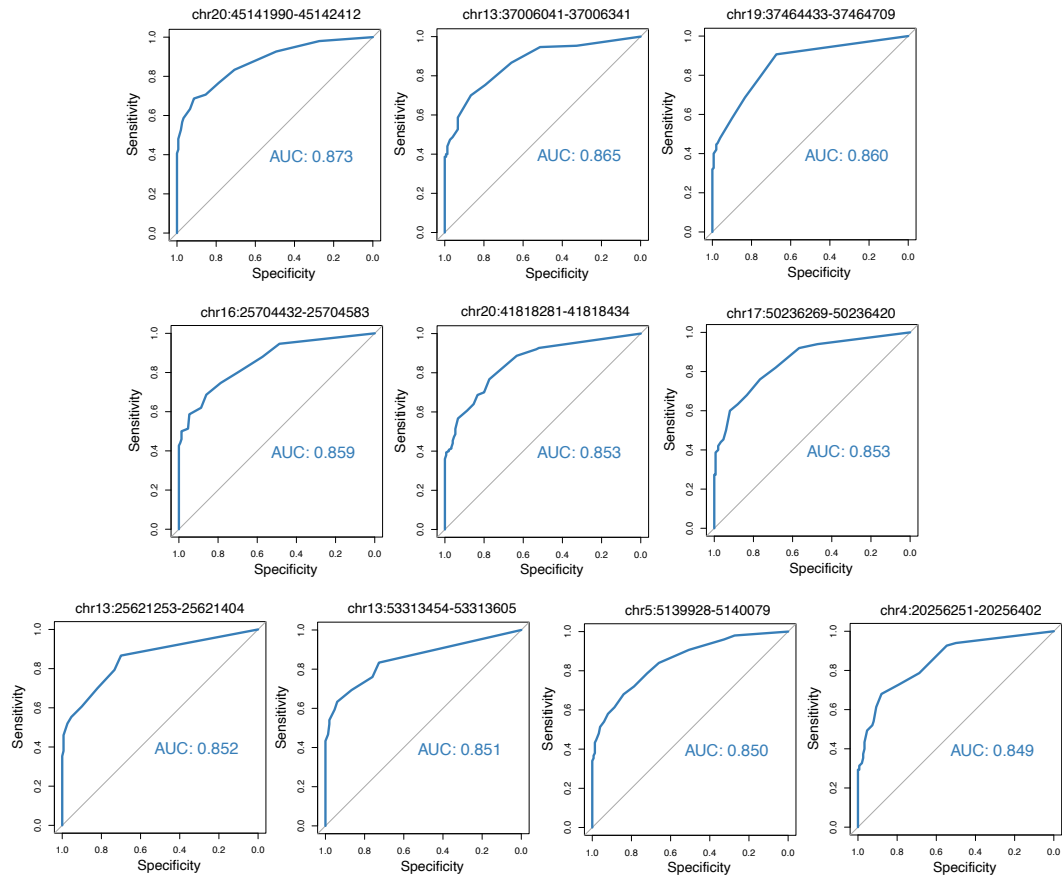 chr20:45141990-45142412
chr13:37006041-37006341
chr19:37464433-37464709
Sensitivity
0.0 0.2 0.4 0.6 0.8 1.0
AUC: 0.873
1.0 0.8 0.6 0.4 0.2 0.0
Specificity
Sensitivity
0.0 0.2 0.4 0.6 0.8 1.0
AUC: 0.865
1.0 0.8 0.6 0.4 0.2 0.0
Specificity
Sensitivity
0.0 0.2 0.4 0.6 0.8 1.0
AUC: 0.860
1.0 0.8 0.6 0.4 0.2 0.0
Specificity
chr16:25704432-25704583
chr20:41818281-41818434
chr17:50236269-50236420
Sensitivity
0.0 0.2 0.4 0.6 0.8 1.0
AUC: 0.859
1.0 0.8 0.6 0.4 0.2 0.0
Specificity
Sensitivity
0.0 0.2 0.4 0.6 0.8 1.0
AUC: 0.853
1.0 0.8 0.6 0.4 0.2 0.0
Specificity
Sensitivity
0.0 0.2 0.4 0.6 0.8 1.0
AUC: 0.853
1.0 0.8 0.6 0.4 0.2 0.0
Specificity
chr13:25621253-25621404
chr13:53313454-53313605
chr5:5139928-5140079
chr4:20256251-20256402
Sensitivity
0.0 0.2 0.4 0.6 0.8 1.0
AUC: 0.852
1.0 0.8 0.6 0.4 0.2 0.0
Specificity
Sensitivity
0.0 0.2 0.4 0.6 0.8 1.0
AUC: 0.851
1.0 0.8 0.6 0.4 0.2 0.0
Specificity
Sensitivity
0.0 0.2 0.4 0.6 0.8 1.0
AUC: 0.850
1.0 0.8 0.6 0.4 0.2 0.0
Specificity
Sensitivity
0.0 0.2 0.4 0.6 0.8 1.0
AUC: 0.849
1.0 0.8 0.6 0.4 0.2 0.0
Specificity